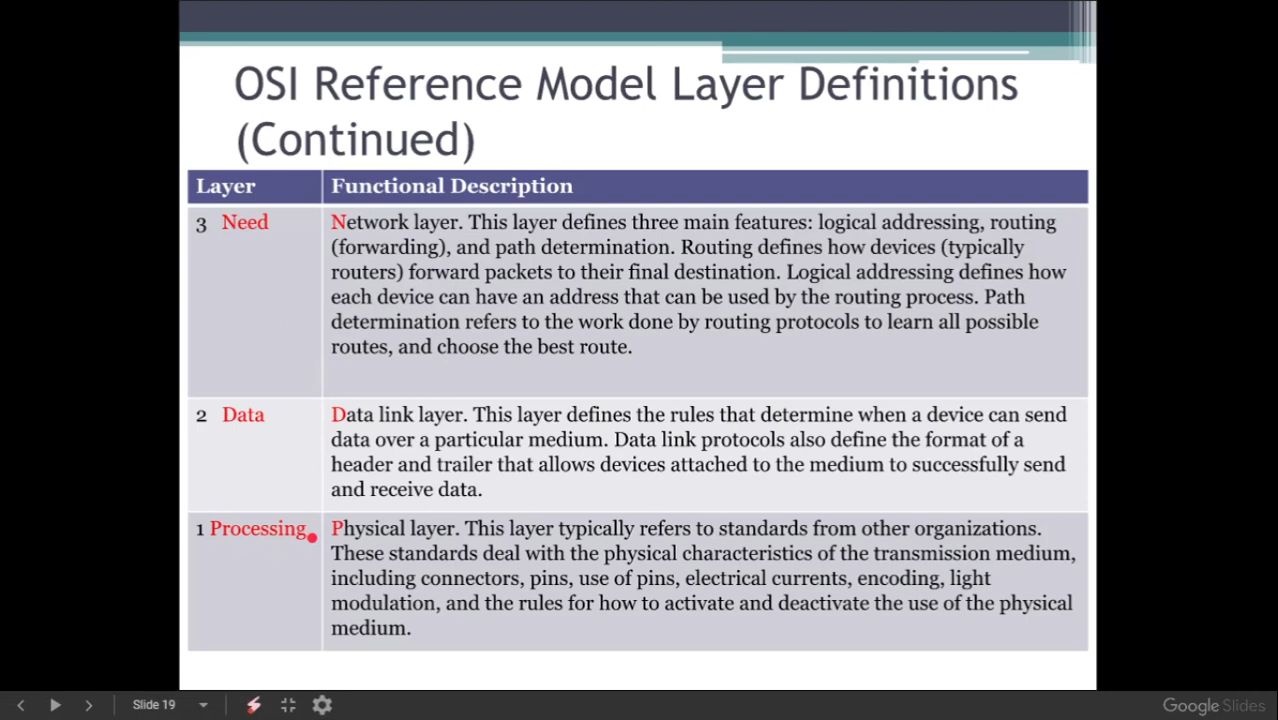 OSI Reference Model Layer Definitions
(Continued)
Layer Functional Description
3 Need Network layer. This layer defines three main features: logical addressing, routing
(forwarding), and path determination. Routing defines how devices (typically
routers) forward packets to their final destination. Logical addressing defines how
each device can have an address that can be used by the routing process. Path
determination refers to the work done by routing protocols to learn all possible
routes, and choose the best route.
2 Data Data link layer. This layer defines the rules that determine when a device can send
data over a particular medium. Data link protocols also define the format of a
header and trailer that allows devices attached to the medium to successfully send
and receive data.
1 Processing Physical layer. This layer typically refers to standards from other organizations.
These standards deal with the physical characteristics of the transmission medium,
including connectors, pins, use of pins, electrical currents, encoding, light
modulation, and the rules for how to activate and deactivate the use of the physical
medium.
Slide 19 Google Slides